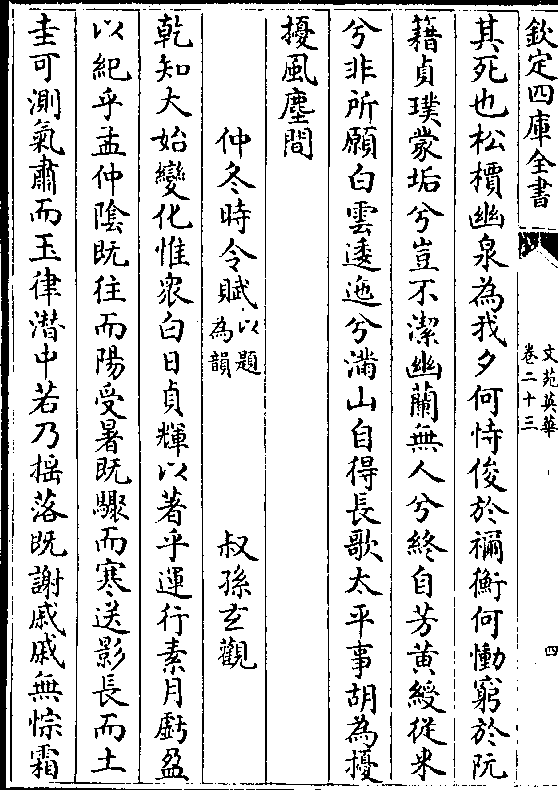 欽定四庫全書
文苑英華
卷二十三
四
其死也松櫃幽泉為我夕何恃俊於禰衡何慟窮於阮
籍貞璞蒙垢兮豈不潔幽蘭無人兮終自芳黃綬從来
兮非所願白雲逶迤兮滿山自得長歌太平事胡為擾
擾風塵間
仲冬時令賦以題為韻
叔孫玄觀
乾知大始變化惟衆白日貞輝以著乎運行素月虧盈
以紀乎孟仲陰既往而陽受暑既驟而寒送影長而土
圭可測氣肅而玉律潜中若乃揺落既謝戚戚無悰霜